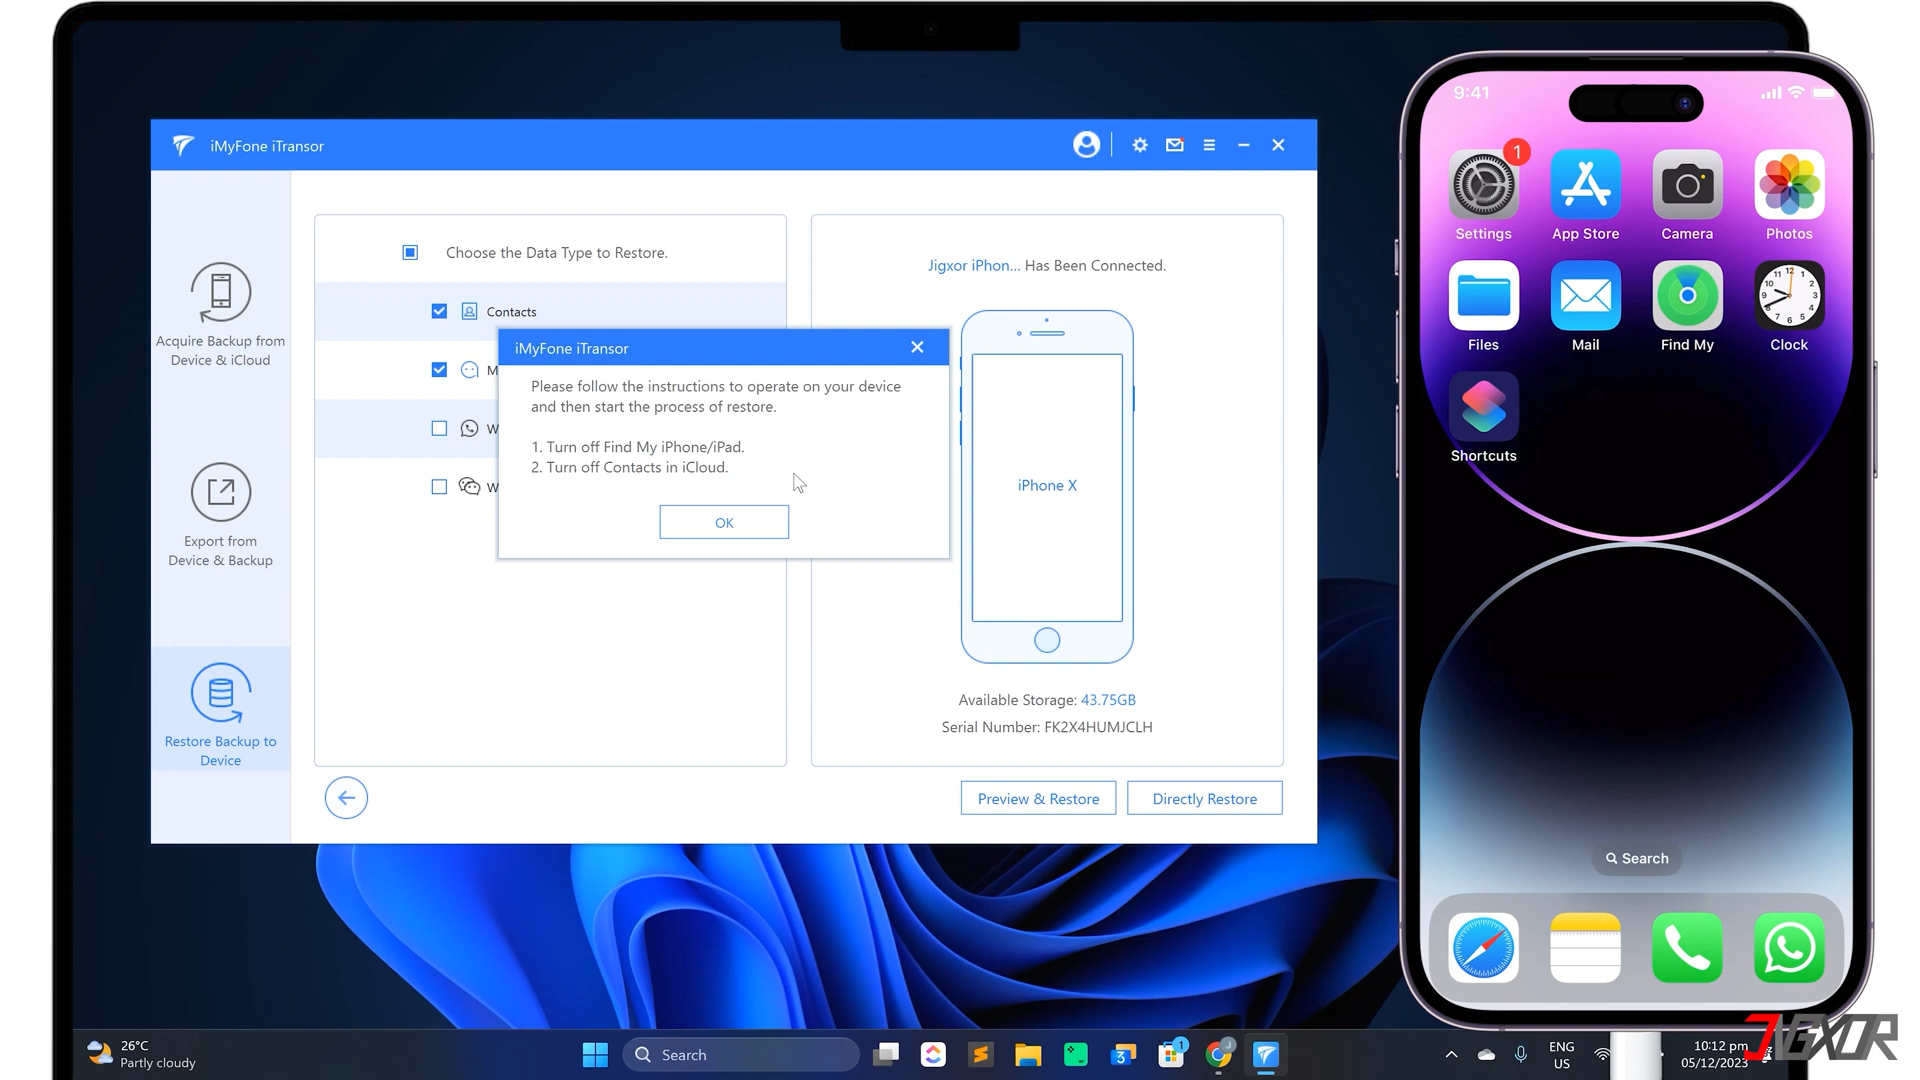 iMyFone iTransor
Acquire Backup from
Device & iCloud
Export from
Device & Backup
Restore Backup to
Device
Choose the Data Type to Restore.
Contacts
M
W
W
iMyFone iTransor
Please follow the instructions to operate on your device
and then start the process of restore.
1. Turn off Find My iPhone/iPad.
2. Turn off Contacts in iCloud.
OK
Jigxor iPhon... Has Been Connected.
iPhone X
Available Storage: 43.75GB
Serial Number: FK2X4HUMJCLH
Preview & Restore
Directly Restore
9:41
1
Settings
App Store
Camera
Photos
Files
Mail
Find My
Clock
Shortcuts
Search
26°C
Partly cloudy
Search
3
1
J
ENG
US
10:12 pm
05/12/2023
JIGXOR